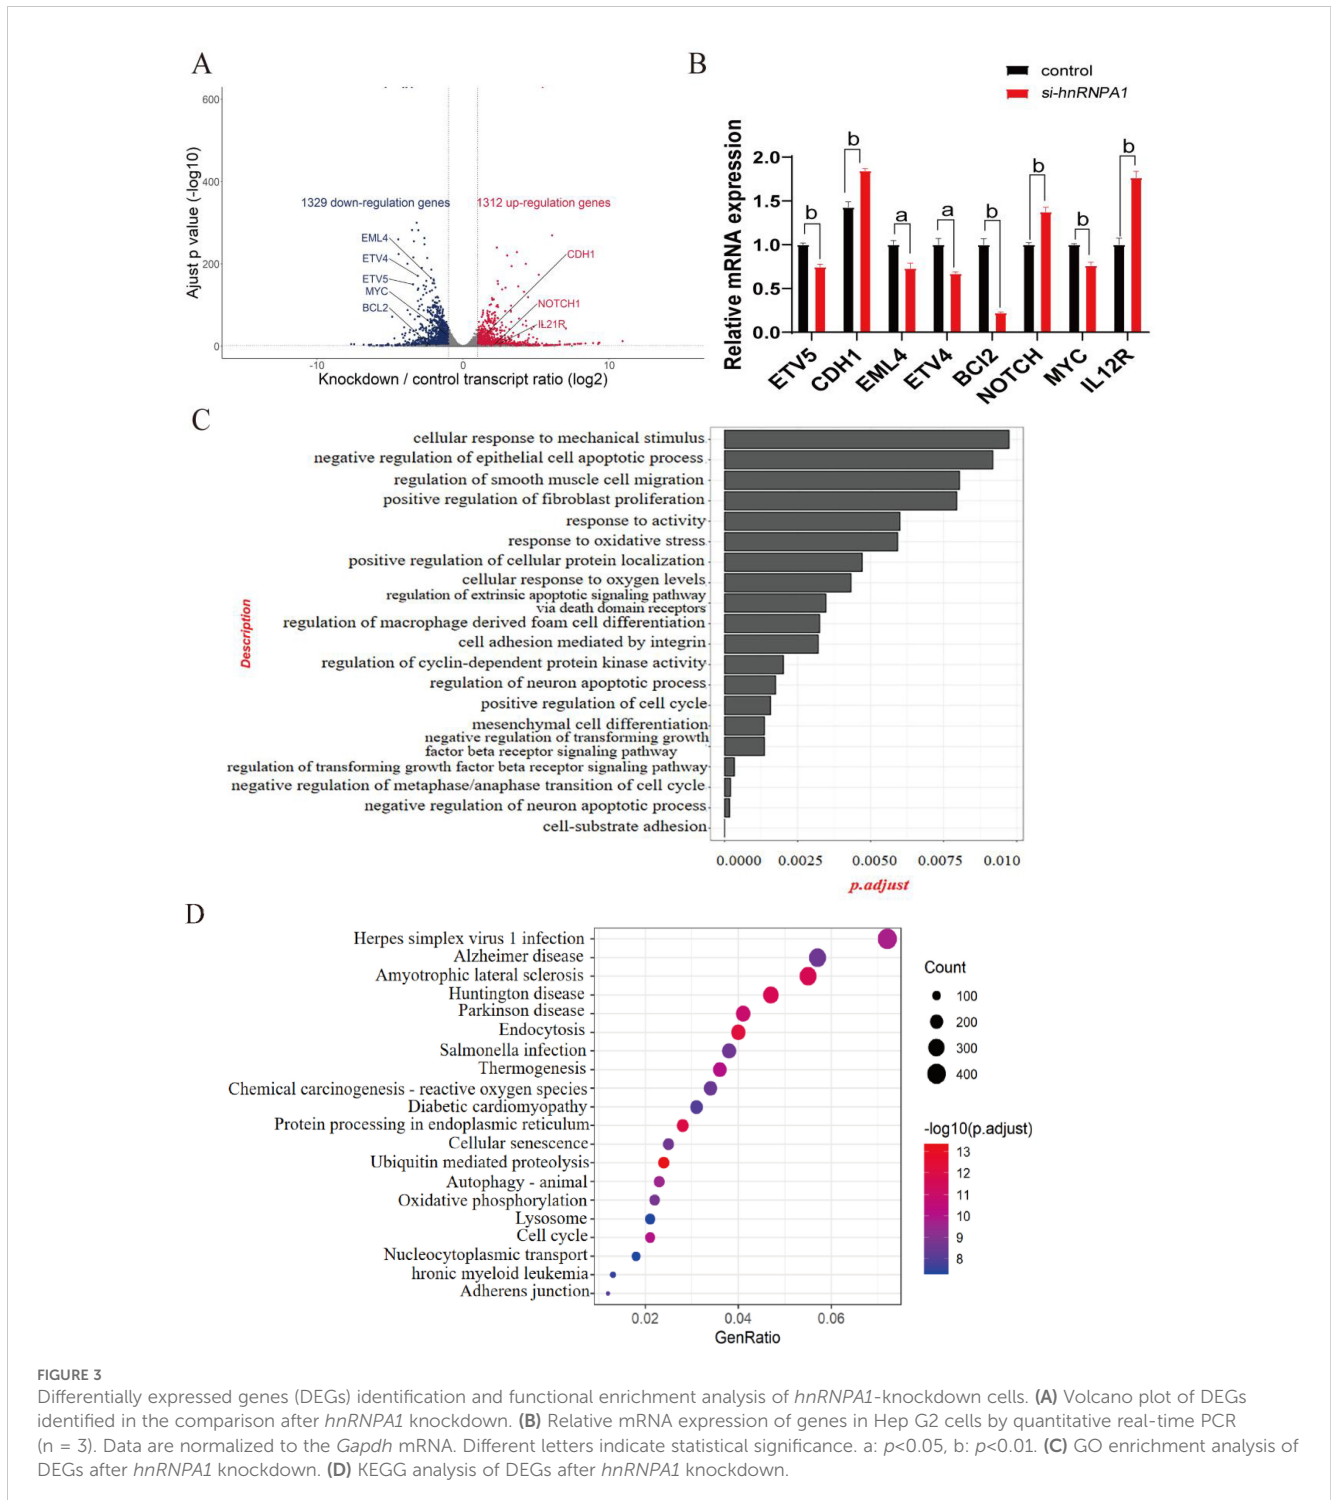 A
Ajust p value (-log10)
600
400
200
0
1329 down-regulation genes
1312 up-regulation genes
EML4
ETV4
ETV5
MYC
BCL2
CDH1
NOTCH1
IL21R
-10
0
10
Knockdown / control transcript ratio (log2)
B
control
si-hnRNPA1
Relative mRNA expression
2.0
1.5
1.0
0.5
0.0
b
b
a
a
b
b
b
b
ETV5
CDH1
EML4
ETV4
BCl2
NOTCH
MYC
IL12R
C
Description
cellular response to mechanical stimulus
negative regulation of epithelial cell apoptotic process
regulation of smooth muscle cell migration
positive regulation of fibroblast proliferation
response to activity
response to oxidative stress
positive regulation of cellular protein localization
cellular response to oxygen levels
regulation of extrinsic apoptotic signaling pathway
via death domain receptors
regulation of macrophage derived foam cell differentiation
cell adhesion mediated by integrin
regulation of cyclin-dependent protein kinase activity
regulation of neuron apoptotic process
positive regulation of cell cycle
mesenchymal cell differentiation
negative regulation of transforming growth
factor beta receptor signaling pathway
regulation of transforming growth factor beta receptor signaling pathway
negative regulation of metaphase/anaphase transition of cell cycle
negative regulation of neuron apoptotic process
cell-substrate adhesion
0.0000 0.0025 0.0050 0.0075 0.010
p.adjust
D
Herpes simplex virus 1 infection
Alzheimer disease
Amyotrophic lateral sclerosis
Huntington disease
Parkinson disease
Endocytosis
Salmonella infection
Thermogenesis
Chemical carcinogenesis - reactive oxygen species
Diabetic cardiomyopathy
Protein processing in endoplasmic reticulum
Cellular senescence
Ubiquitin mediated proteolysis
Autophagy - animal
Oxidative phosphorylation
Lysosome
Cell cycle
Nucleocytoplasmic transport
hronic myeloid leukemia
Adherens junction
0.02 0.04 0.06
GenRatio
Count
100
200
300
400
-log10(p.adjust)
13
12
11
10
9
8
FIGURE 3
Differentially expressed genes (DEGs) identification and functional enrichment analysis of hnRNPA1-knockdown cells. (A) Volcano plot of DEGs
identified in the comparison after hnRNPA1 knockdown. (B) Relative mRNA expression of genes in Hep G2 cells by quantitative real-time PCR
(n = 3). Data are normalized to the Gapdh mRNA. Different letters indicate statistical significance. a: p<0.05, b: p<0.01. (C) GO enrichment analysis of
DEGs after hnRNPA1 knockdown. (D) KEGG analysis of DEGs after hnRNPA1 knockdown.